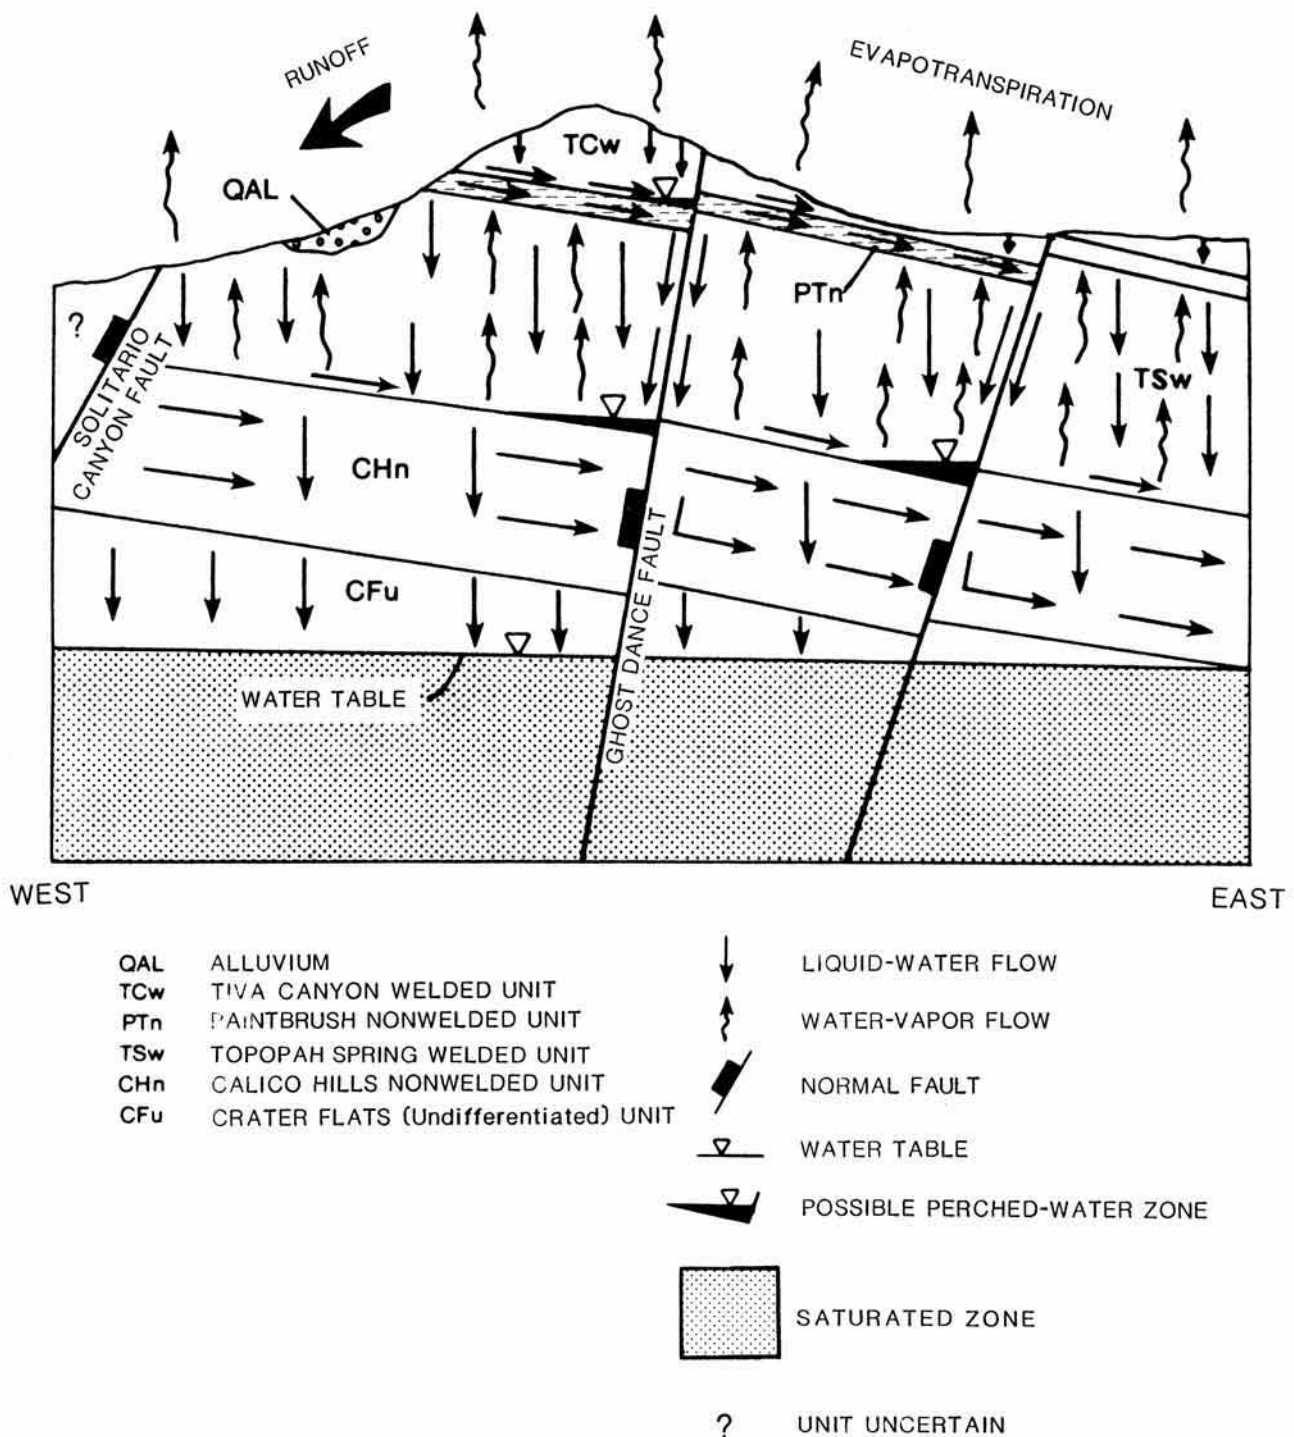 RUNOFF
EVAPOTRANSPIRATION
TCw
QAL
PTn
?
SOLITARIO
CANYON FAULT
TSw
CHn
CFu
GHOST DANCE FAULT
WATER TABLE
WEST
EAST
QAL ALLUVIUM
TCw TIVA CANYON WELDED UNIT
PTn PAINTBRUSH NONWELDED UNIT
TSw TOPOPAH SPRING WELDED UNIT
CHn CALICO HILLS NONWELDED UNIT
CFu CRATER FLATS (Undifferentiated) UNIT
LIQUID-WATER FLOW
WATER-VAPOR FLOW
NORMAL FAULT
WATER TABLE
POSSIBLE PERCHED-WATER ZONE
SATURATED ZONE
? UNIT UNCERTAIN